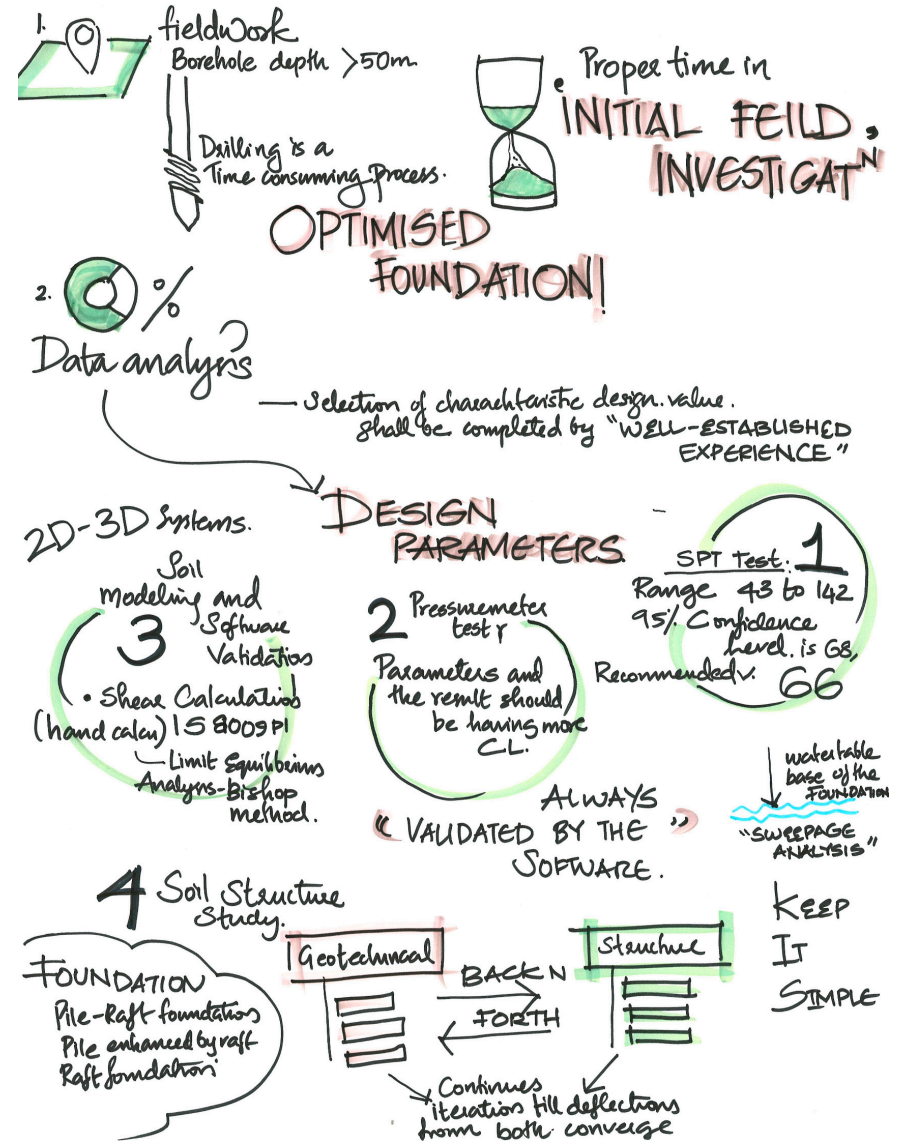 1.
fieldwork
Borehole depth >50m
Drilling is a
Time consuming Process.
Proper time in
INITIAL FEILD
INVESTIGATN
OPTIMISED
FOUNDATION!
2.
%
Data analysis
— Selection of charachteristic design value.
shall be completed by "WELL-ESTABLISHED
EXPERIENCE"
DESIGN
PARAMETERS
SPT Test: 1
Range 43 to 142
95% Confidence
Level is 68,
Recommended v.
66
2 Pressuremeter
test
Parameters and
the result should
be having more
CL.
2D-3D Systems.
Soil
modeling and
3 Software
Validation
• Shear Calculation
(hand calcu) IS 8009 P1
Limit Equilbeims
Analysis-Bishop
method.
ALWAYS
" VALIDATED BY THE "
SOFTWARE.
watertable
base of the
FOUNDATION
"SWEEPAGE
ANALYSIS"
4 Soil Structure
Study.
FOUNDATION
Pile-Raft foundations
Pile enhanced by raft
Raft foundation
Geotechnical
BACK N
FORTH
Structure
Continues
iteration till deflections
from both converge
KEEP
IT
SIMPLE